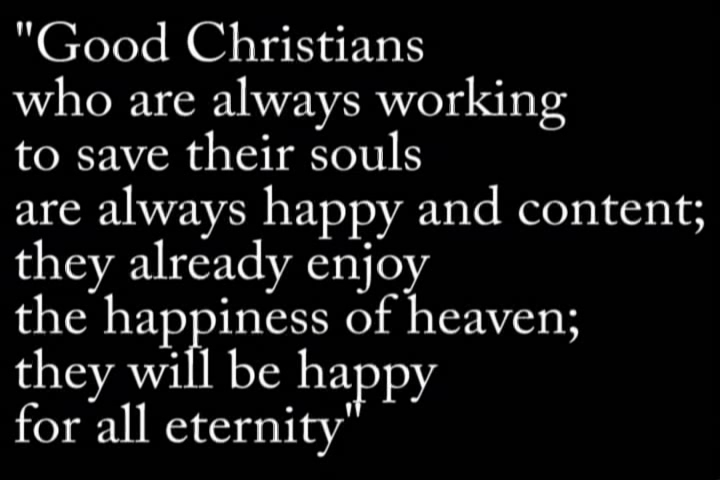 "Good Christians
who are always working
to save their souls
are always happy and content;
they already enjoy
the happiness of heaven;
they will be happy
for all eternity"